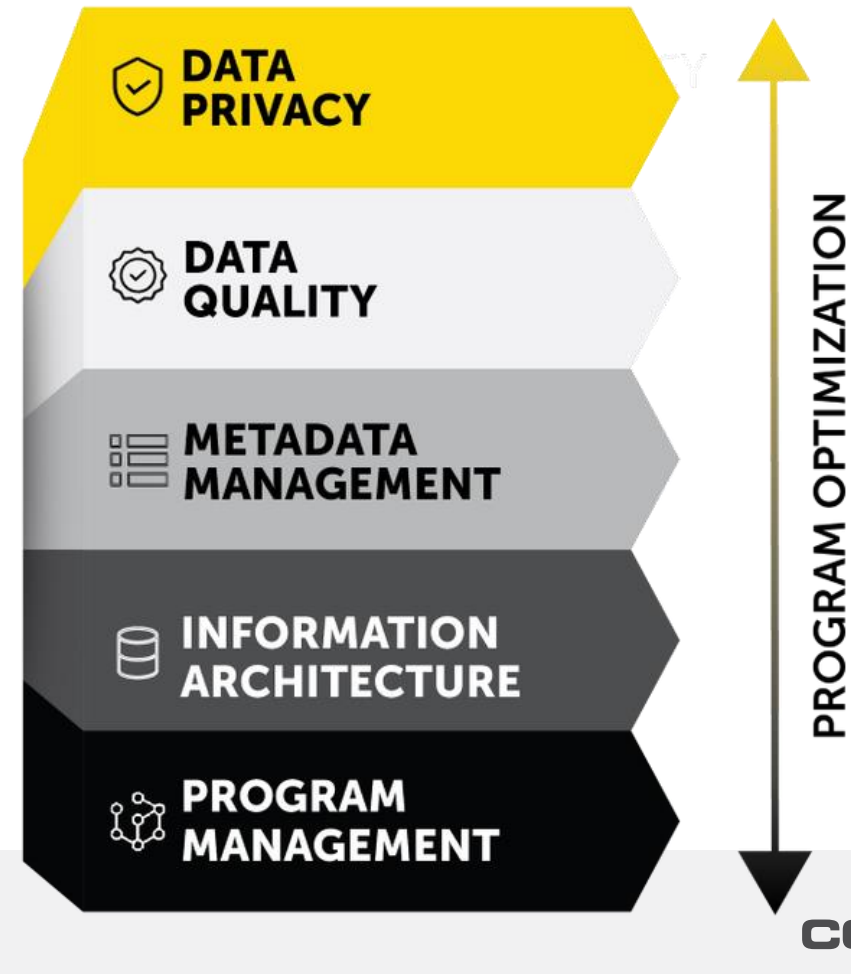 DATA
PRIVACY
DATA
QUALITY
METADATA
MANAGEMENT
INFORMATION
ARCHITECTURE
PROGRAM
MANAGEMENT
PROGRAM OPTIMIZATION